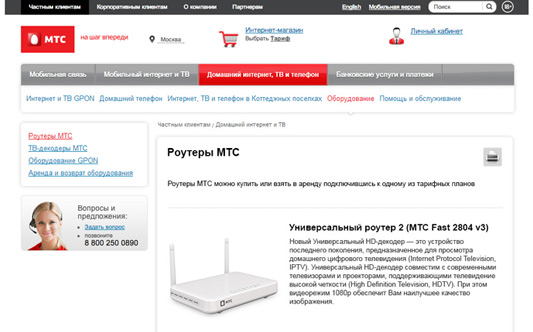 Частным клиентам Корпоративным клиентам О компании Партнерам English Мобильная версия Поиск 18+
МТС на шаг впереди Москва Интернет-магазин Личный кабинет
Выбрать Тариф
Мобильная связь Мобильный интернет и ТВ Домашний интернет, ТВ и телефон Банковские услуги и платежи
Интернет и ТВ GPON Домашний телефон Интернет, ТВ и телефон в Коттеджных поселках Оборудование Помощь и обслуживание
Частным клиентам / Домашний интернет и ТВ
Роутеры МТС
ТВ-декодеры МТС
Оборудование GPON
Аренда и возврат оборудования
Вопросы и
предложения:
Задать вопрос
позвоните
8 800 250 0890
Роутеры МТС
Роутеры МТС можно купить или взять в аренду подключившись к одному из тарифных планов
Универсальный роутер 2 (МТС Fast 2804 v3)
Новый Универсальный HD-декодер — это устройство
последнего поколения, предназначенное для просмотра
домашнего цифрового телевидения (Internet Protocol Television,
IPTV). Универсальный HD-декодер совместим с современными
телевизорами и проекторами, поддерживающими телевидение
высокой четкости (High Definition Television, HDTV). При этом
видеорежим 1080p обеспечит Вам наилучшее качество
изображения.
МТС